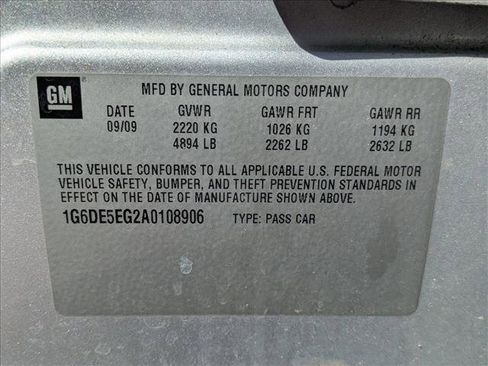 GM ®
MFD BY GENERAL MOTORS COMPANY
DATE GVWR GAWR FRT GAWR RR
09/09 2220 KG 1026 KG 1194 KG
4894 LB 2262 LB 2632 LB
THIS VEHICLE CONFORMS TO ALL APPLICABLE U.S. FEDERAL MOTOR
VEHICLE SAFETY, BUMPER, AND THEFT PREVENTION STANDARDS IN
EFFECT ON THE DATE OF MANUFACTURE SHOWN ABOVE.
1G6DE5EG2A0108906 TYPE: PASS CAR